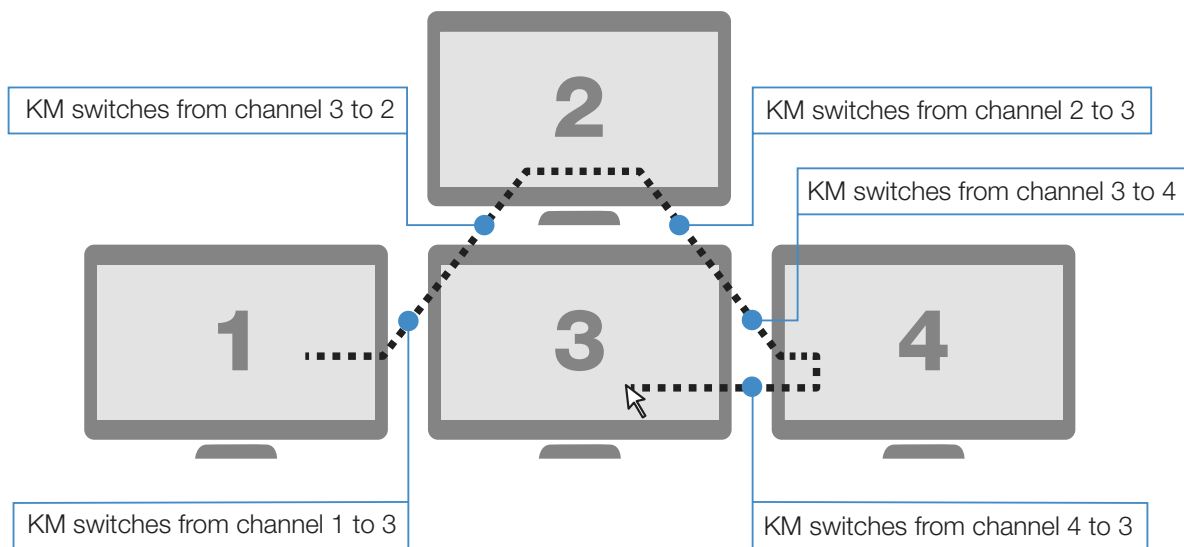 2
KM switches from channel 3 to 2
KM switches from channel 2 to 3
KM switches from channel 3 to 4
1
3
4
KM switches from channel 1 to 3
KM switches from channel 4 to 3